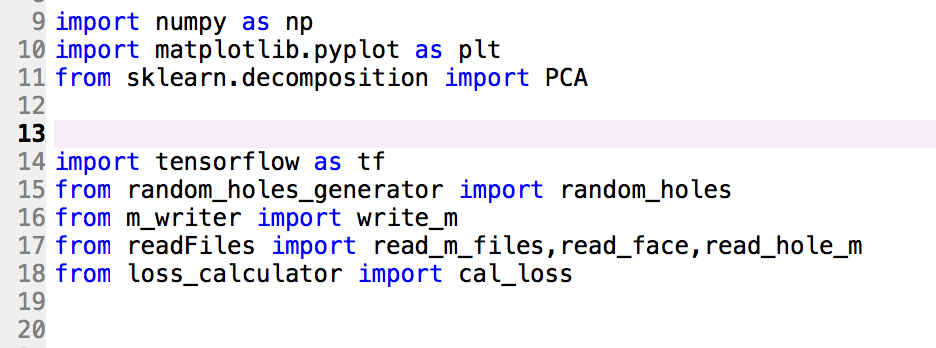 9 import numpy as np
10 import matplotlib.pyplot as plt
11 from sklearn.decomposition import PCA
12
13
14 import tensorflow as tf
15 from random_holes_generator import random_holes
16 from m_writer import write_m
17 from readFiles import read_m_files,read_face,read_hole_m
18 from loss_calculator import cal_loss
19
20